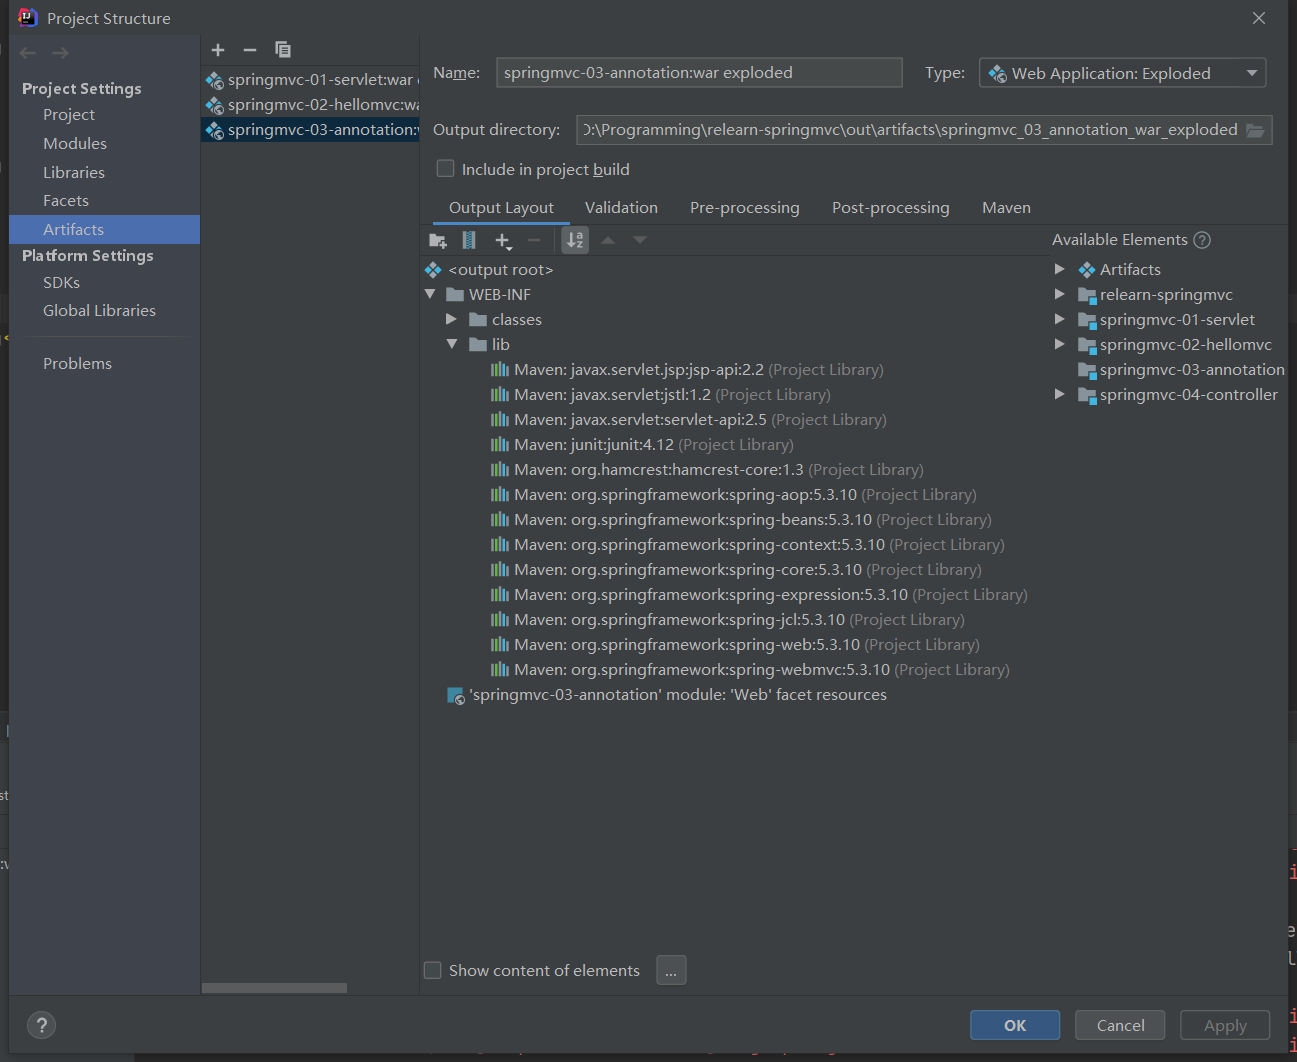 Project Structure
Project Settings
Project
Modules
Libraries
Facets
Artifacts
Platform Settings
SDKs
Global Libraries
Problems
springmvc-01-servlet:war
springmvc-02-hellomvc:wa
springmvc-03-annotation:
Name: springmvc-03-annotation:war exploded Type: Web Application: Exploded
Output directory: D:\Programming\relearn-springmvc\out\artifacts\springmvc_03_annotation_war_exploded
Include in project build
Output Layout Validation Pre-processing Post-processing Maven
Available Elements ?
<output root>
WEB-INF
classes
lib
Maven: javax.servlet.jsp:jsp-api:2.2 (Project Library)
Maven: javax.servlet:jstl:1.2 (Project Library)
Maven: javax.servlet:servlet-api:2.5 (Project Library)
Maven: junit:junit:4.12 (Project Library)
Maven: org.hamcrest:hamcrest-core:1.3 (Project Library)
Maven: org.springframework:spring-aop:5.3.10 (Project Library)
Maven: org.springframework:spring-beans:5.3.10 (Project Library)
Maven: org.springframework:spring-context:5.3.10 (Project Library)
Maven: org.springframework:spring-core:5.3.10 (Project Library)
Maven: org.springframework:spring-expression:5.3.10 (Project Library)
Maven: org.springframework:spring-jcl:5.3.10 (Project Library)
Maven: org.springframework:spring-web:5.3.10 (Project Library)
Maven: org.springframework:spring-webmvc:5.3.10 (Project Library)
'springmvc-03-annotation' module: 'Web' facet resources
Artifacts
relearn-springmvc
springmvc-01-servlet
springmvc-02-hellomvc
springmvc-03-annotation
springmvc-04-controller
Show content of elements ...
? OK Cancel Apply